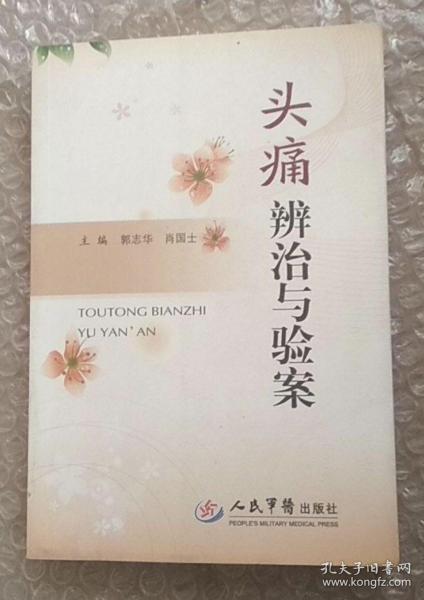 头痛
辨治与验案
主编 郭志华 肖国士
TOUTONG BIANZHI
YU YAN'AN
人民军医出版社
PEOPLE'S MILITARY MEDICAL PRESS
孔夫子旧书网
www.kongfz.com